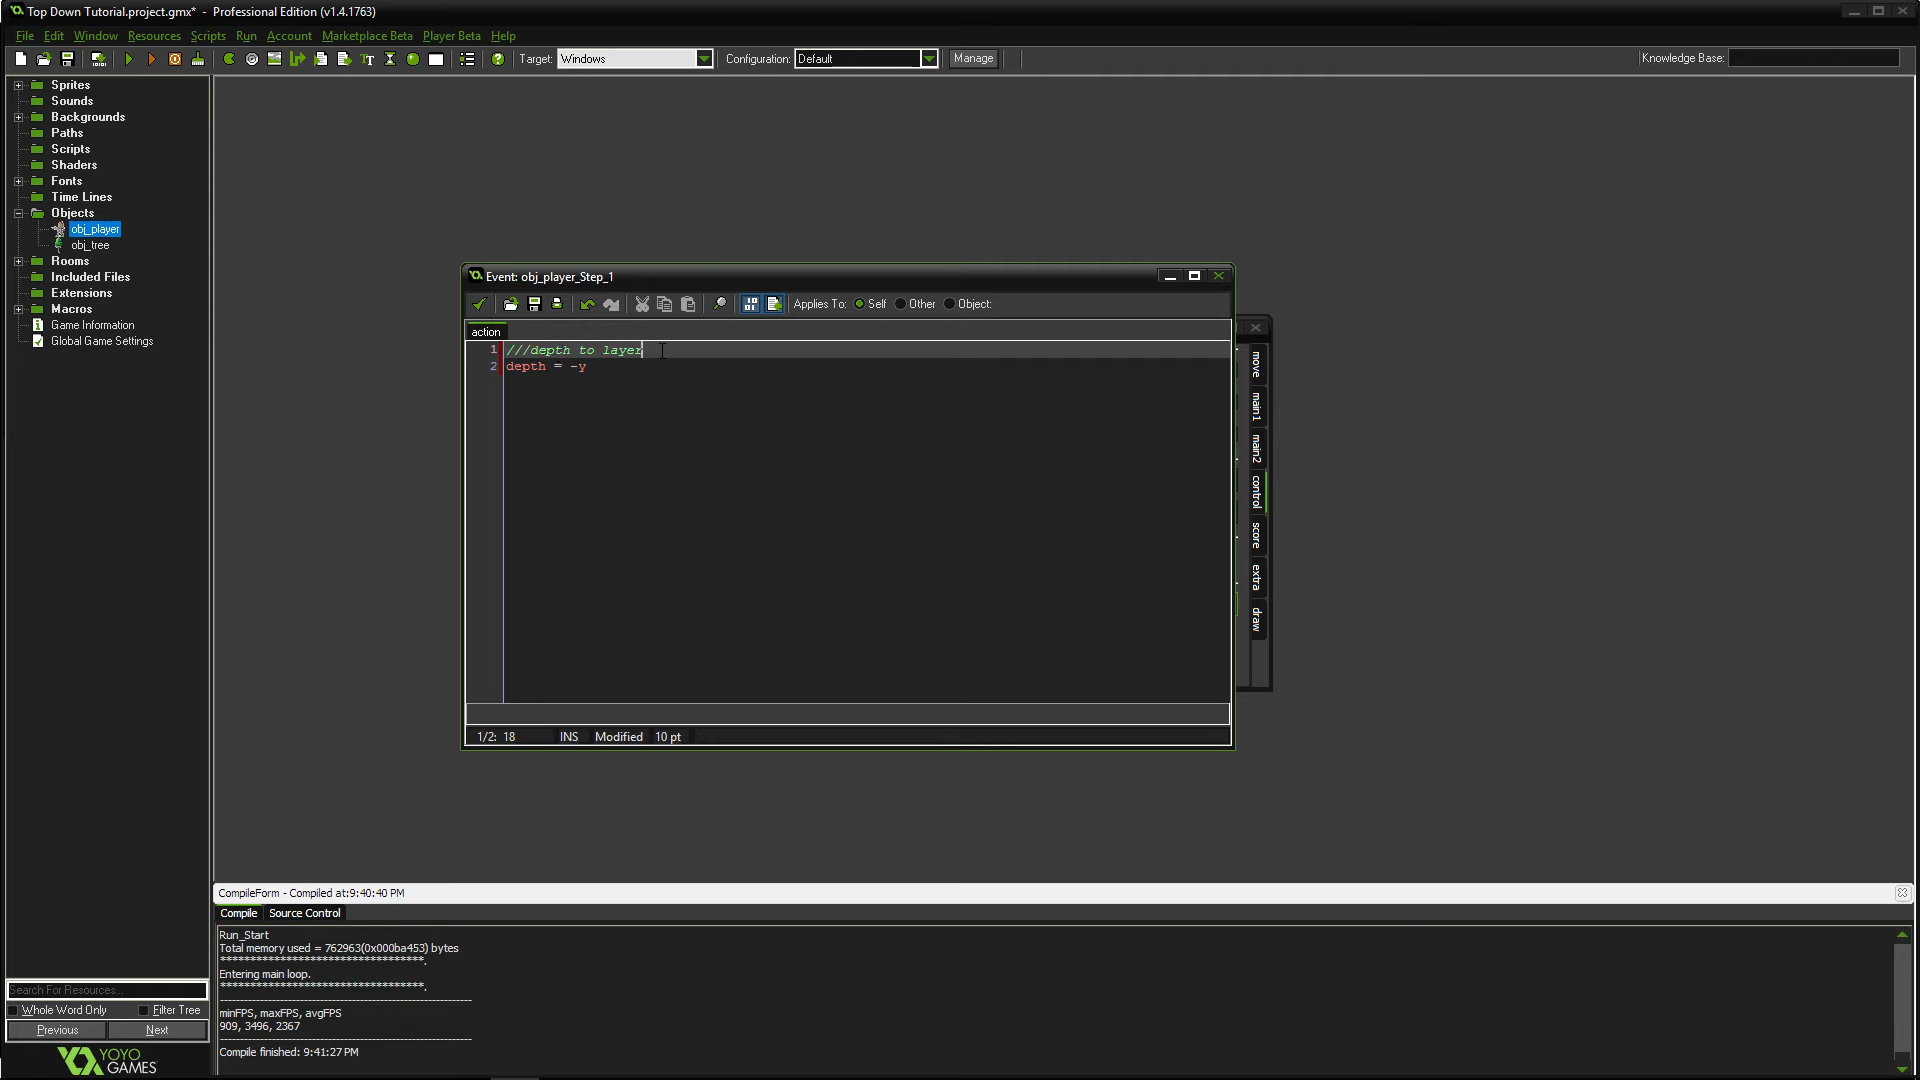 Top Down Tutorial.project.gmx* - Professional Edition (v1.4.1763)
File Edit Window Resources Scripts Run Account Marketplace Beta Player Beta Help
Target: Windows Configuration: Default Manage Knowledge Base:
Sprites
Sounds
Backgrounds
Paths
Scripts
Shaders
Fonts
Time Lines
Objects
obj_player
obj_tree
Rooms
Included Files
Extensions
Macros
Game Information
Global Game Settings
Event: obj_player_Step_1
Applies To: Self Other Object:
action
1 ///depth to layer
2 depth = -y
1/2: 18 INS Modified 10 pt
move
main1
main2
control
score
extra
draw
CompileForm - Compiled at:9:40:40 PM
Compile Source Control
Run_Start
Total memory used = 762963(0x000ba453) bytes
***********************************.
Entering main loop.
***********************************.
minFPS, maxFPS, avgFPS
909, 3496, 2367
Compile finished: 9:41:27 PM
Search For Resources...
Whole Word Only Filter Tree
Previous Next
YOYO
GAMES